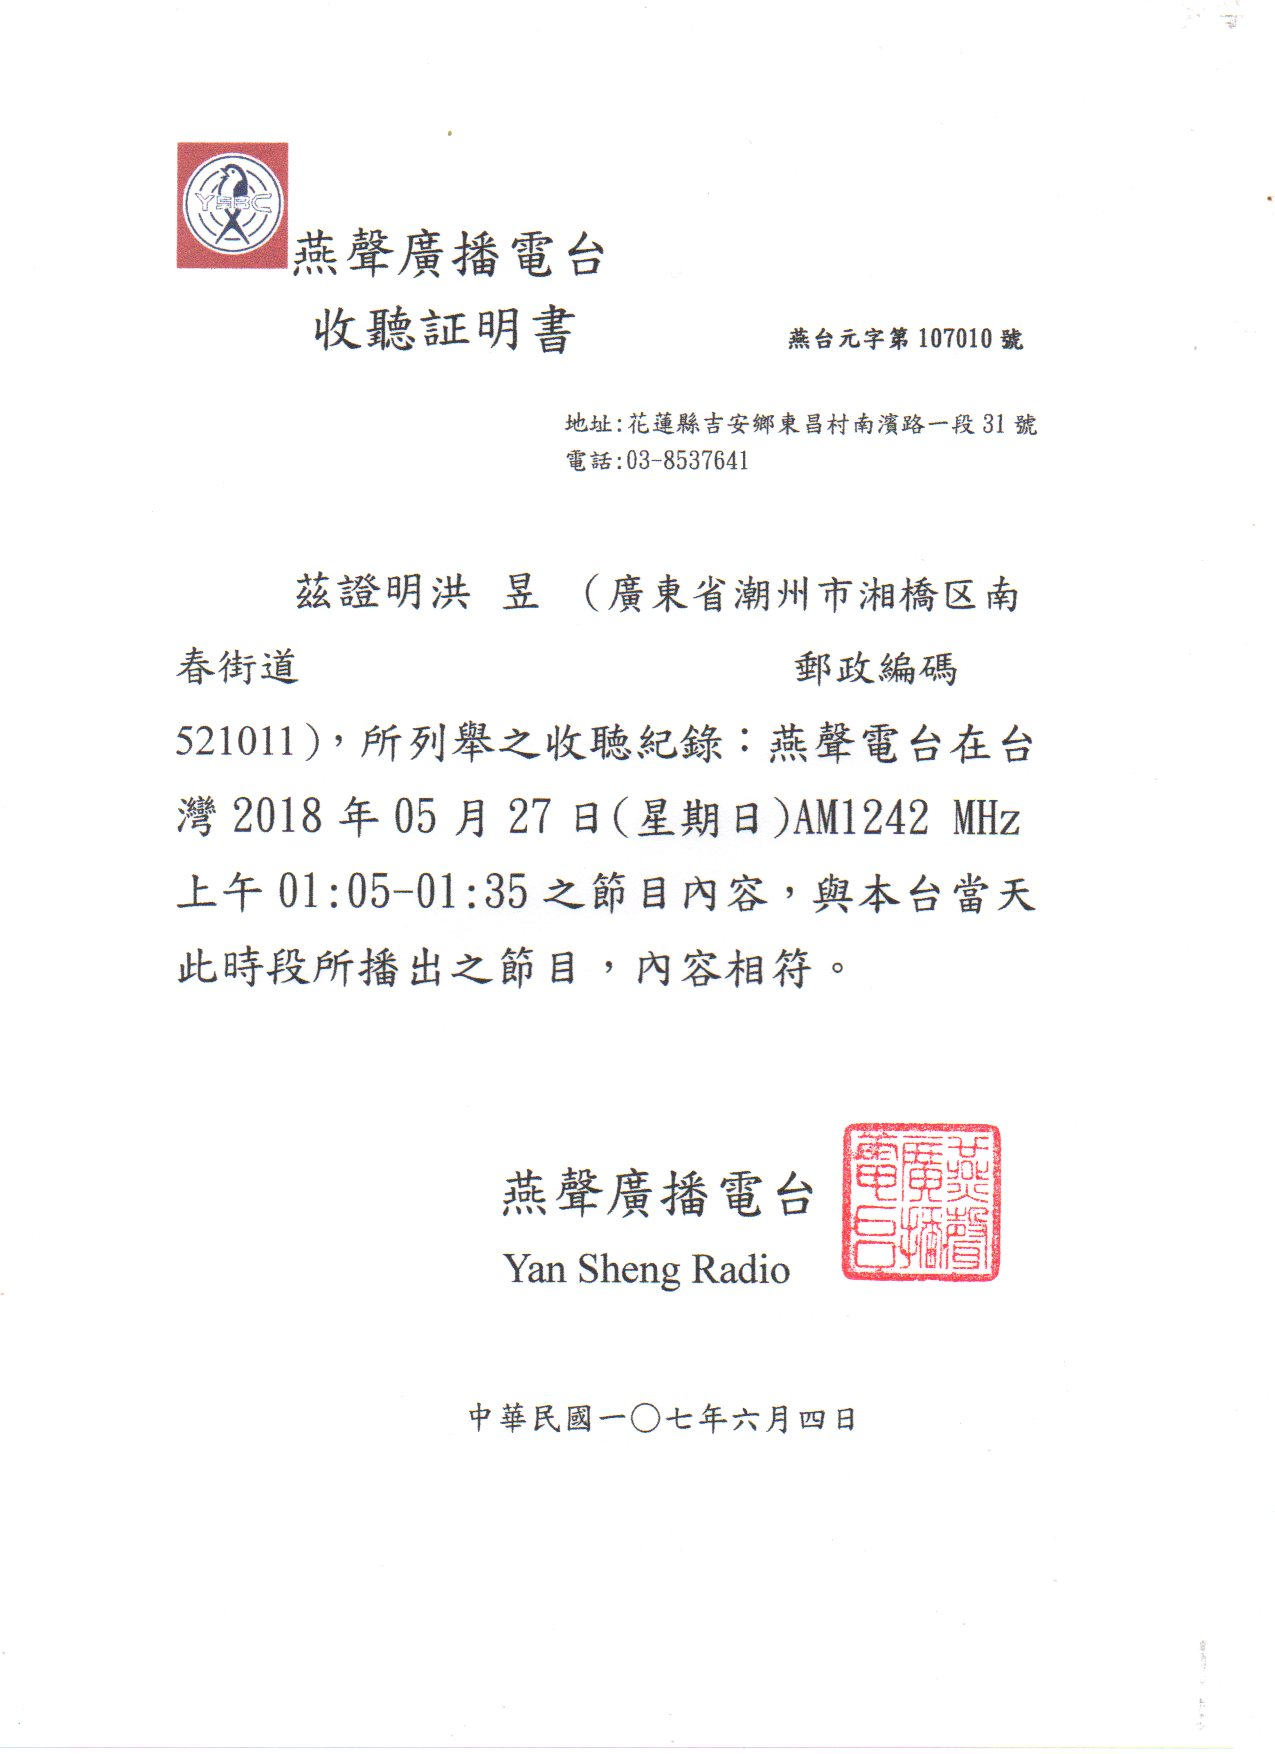 YSBC
燕聲廣播電台
收聽証明書
燕台元字第 107010 號
地址:花蓮縣吉安鄉東昌村南濱路一段 31 號
電話:03-8537641
茲證明洪 昱 （廣東省潮州市湘橋区南
春街道 郵政編碼
521011），所列舉之收聽紀錄：燕聲電台在台
灣 2018 年 05 月 27 日(星期日)AM1242 MHz
上午 01:05-01:35 之節目內容，與本台當天
此時段所播出之節目，內容相符。
燕聲廣播電台
Yan Sheng Radio
燕聲廣播電台
中華民國一○七年六月四日